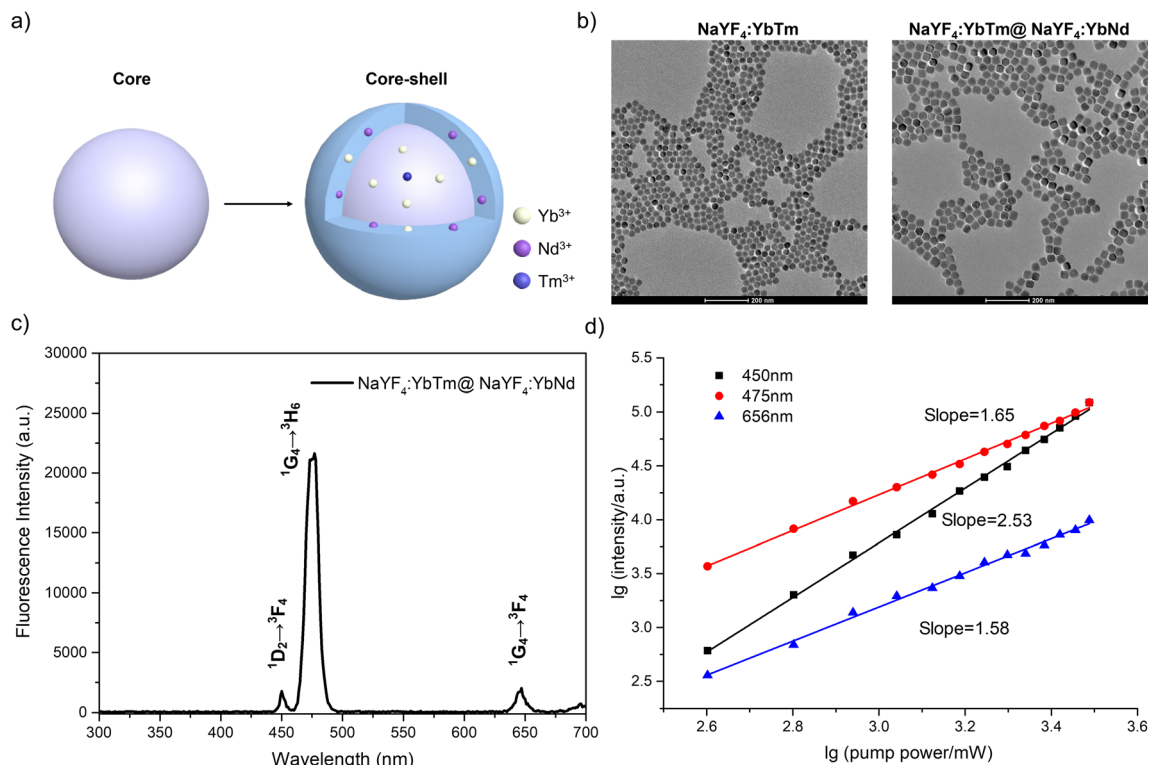 a)
Core
Core-shell
Yb³⁺
Nd³⁺
Tm³⁺
b)
NaYF₄:YbTm
NaYF₄:YbTm@ NaYF₄:YbNd
200 nm
200 nm
c)
30000
25000
20000
15000
10000
5000
0
Fluorescence Intensity (a.u.)
NaYF₄:YbTm@ NaYF₄:YbNd
¹D₂→³F₄
¹G₄→³H₆
¹G₄→³F₄
300 350 400 450 500 550 600 650 700
Wavelength (nm)
d)
5.5
5.0
4.5
4.0
3.5
3.0
2.5
lg (intensity/a.u.)
450nm
475nm
656nm
Slope=1.65
Slope=2.53
Slope=1.58
2.6 2.8 3.0 3.2 3.4 3.6
lg (pump power/mW)